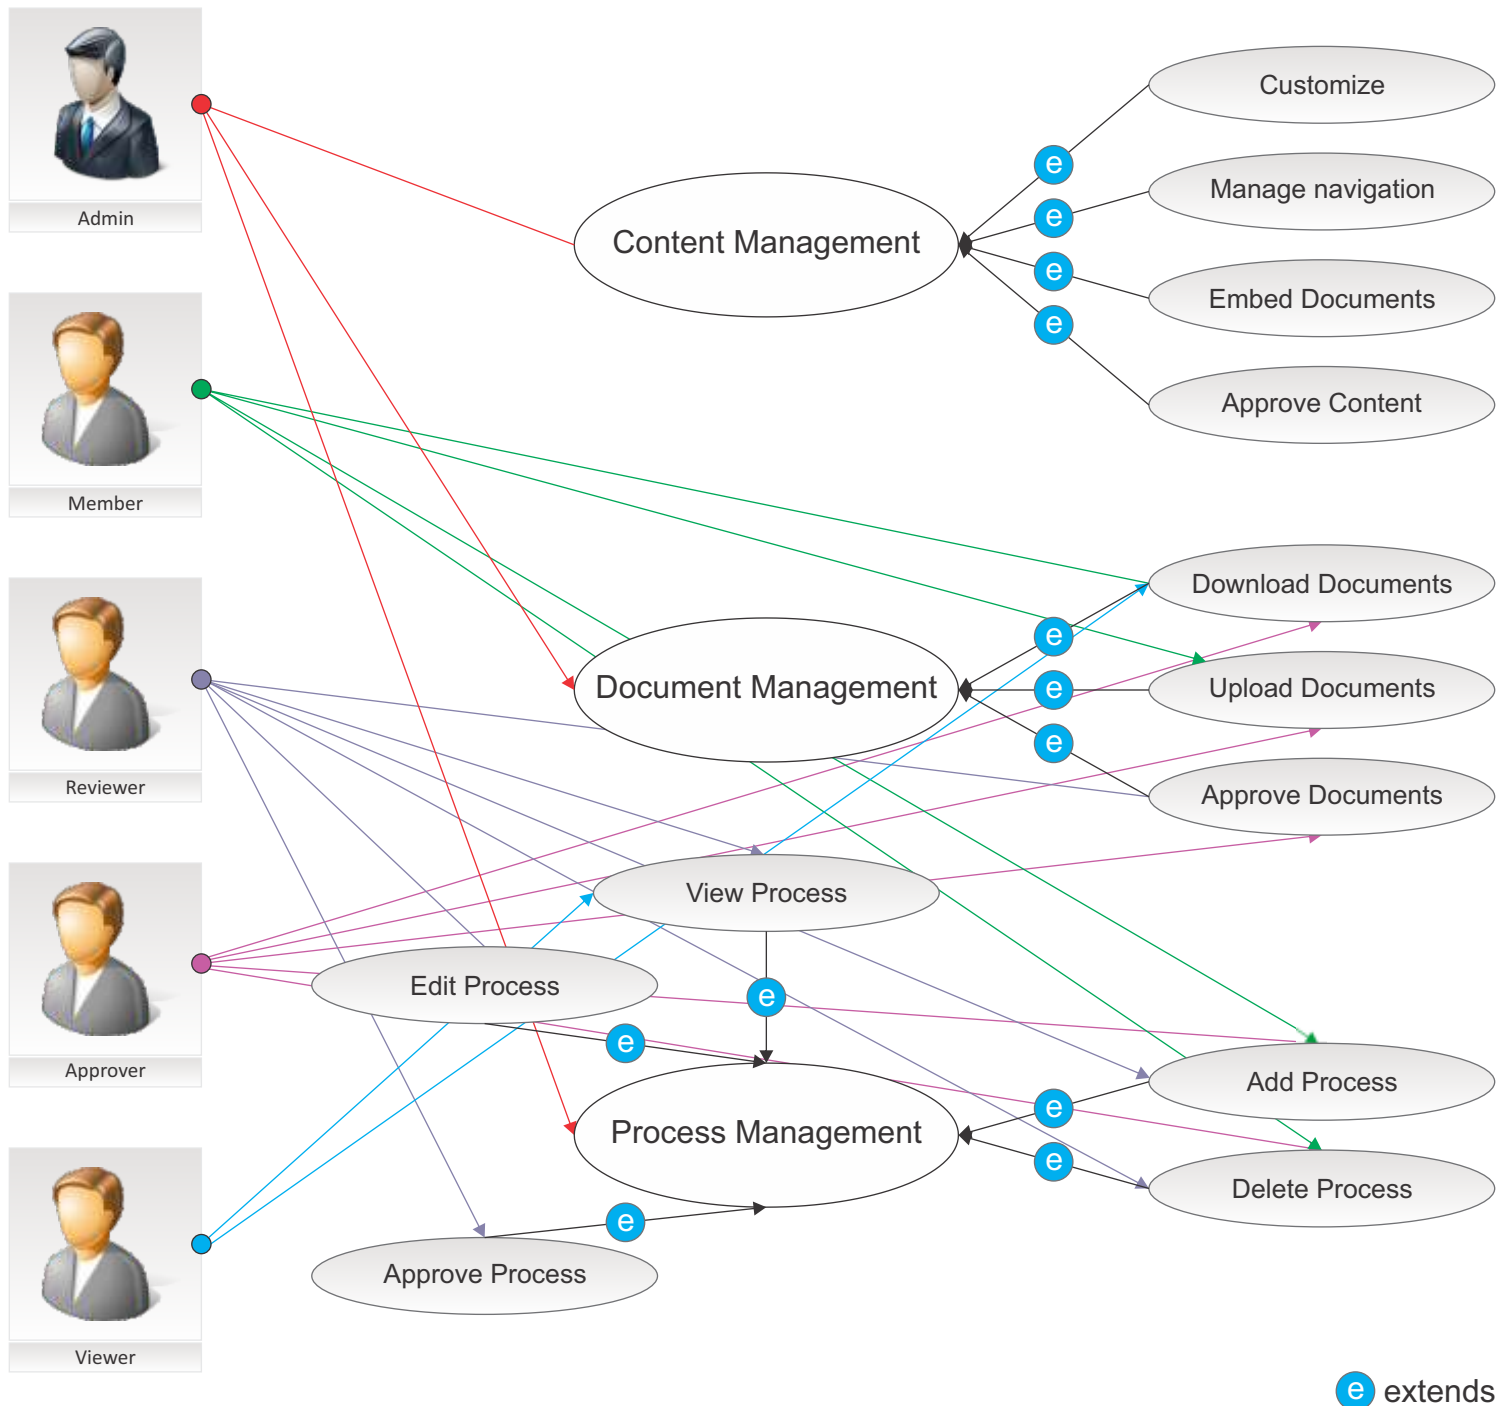 Admin
Member
Reviewer
Approver
Viewer
Content Management
Customize
e
Manage navigation
e
Embed Documents
e
Approve Content
e
Document Management
Download Documents
e
Upload Documents
e
Approve Documents
e
View Process
Edit Process
e
e
Process Management
Add Process
e
Delete Process
e
Approve Process
e
e extends